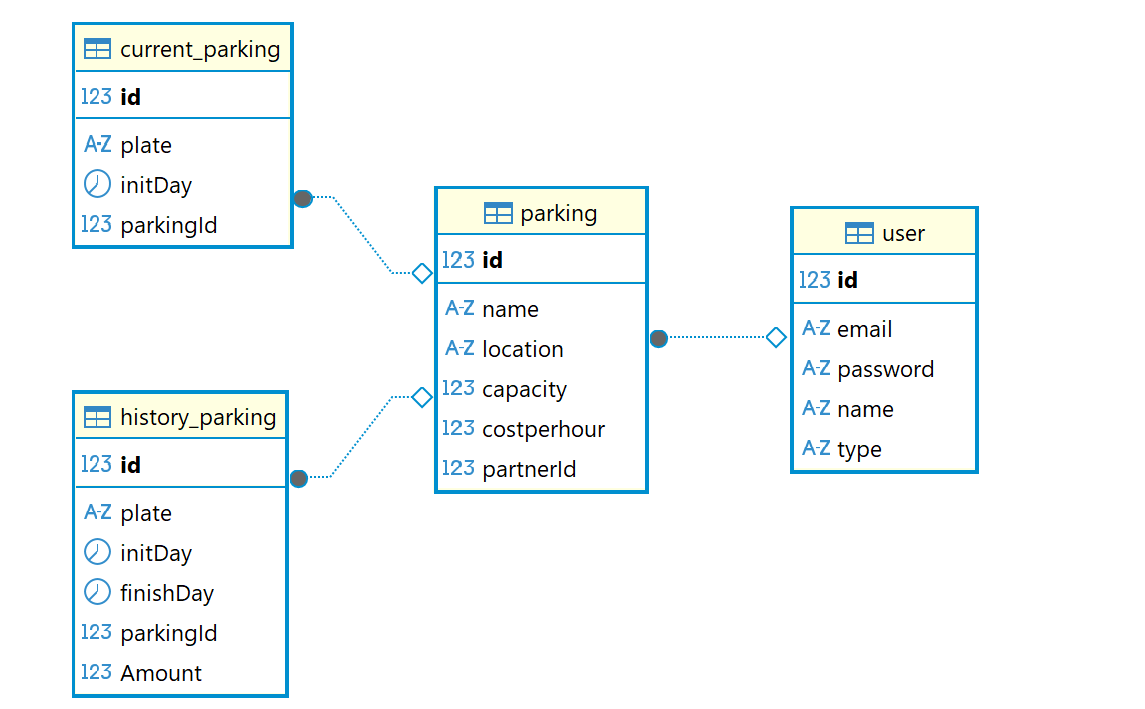 current_parking
123 id
A-Z plate
initDay
123 parkingId
parking
123 id
A-Z name
A-Z location
123 capacity
123 costperhour
123 partnerId
user
123 id
A-Z email
A-Z password
A-Z name
A-Z type
history_parking
123 id
A-Z plate
initDay
finishDay
123 parkingId
123 Amount